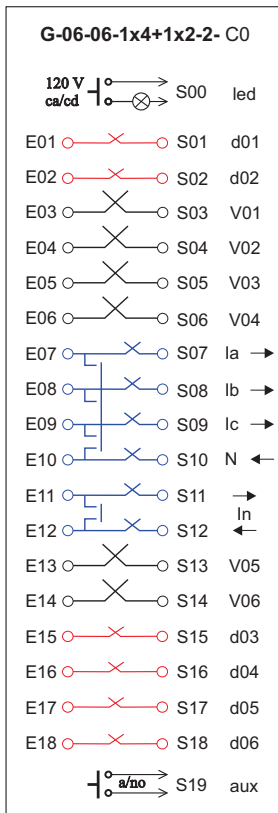 G-06-06-1x4+1x2-2- C0
120 V
ca/cd S00 led
E01 S01 d01
E02 S02 d02
E03 S03 V01
E04 S04 V02
E05 S05 V03
E06 S06 V04
E07 S07 Ia
E08 S08 Ib
E09 S09 Ic
E10 S10 N
E11 S11
In
E12 S12
E13 S13 V05
E14 S14 V06
E15 S15 d03
E16 S16 d04
E17 S17 d05
E18 S18 d06
a/no S19 aux